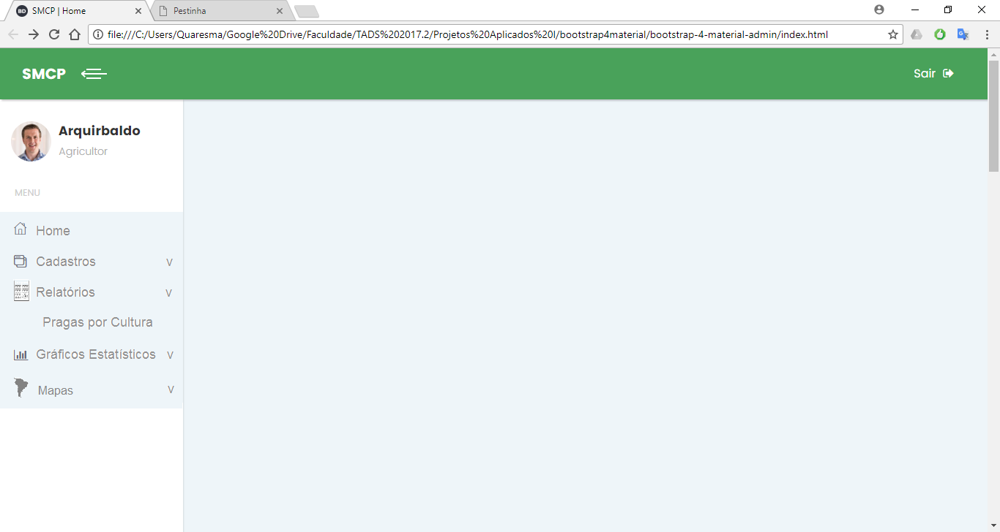 BD SMCP | Home
Pestinha
file:///C:/Users/Quaresma/Google%20Drive/Faculdade/TADS%202017.2/Projetos%20Aplicados%20I/bootstrap4material/bootstrap-4-material-admin/index.html
SMCP
Sair
Arquirbaldo
Agricultor
MENU
Home
Cadastros V
Relatórios V
Pragas por Cultura
Gráficos Estatísticos V
Mapas V